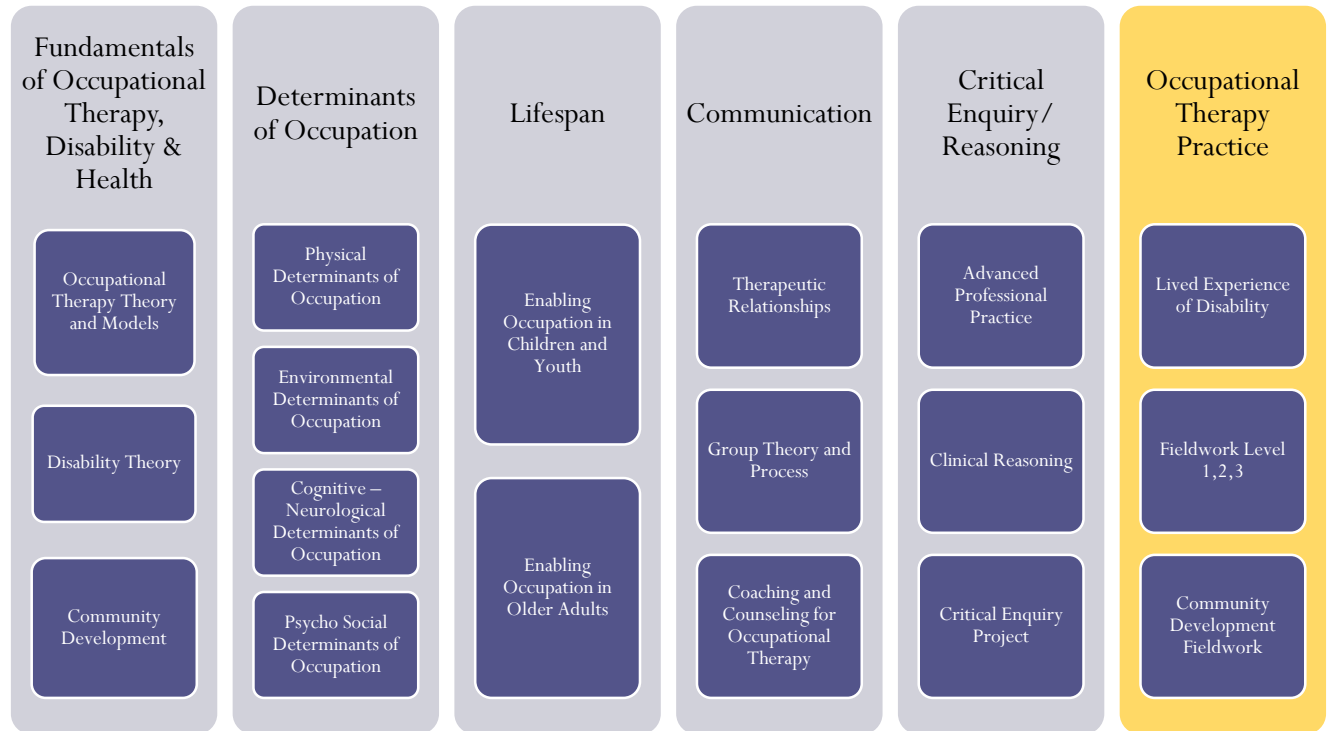 Fundamentals
of Occupational
Therapy,
Disability &
Health
Occupational
Therapy Theory
and Models
Disability Theory
Community
Development
Determinants
of Occupation
Physical
Determinants of
Occupation
Environmental
Determinants of
Occupation
Cognitive –
Neurological
Determinants of
Occupation
Psycho Social
Determinants of
Occupation
Lifespan
Enabling
Occupation in
Children and
Youth
Enabling
Occupation in
Older Adults
Communication
Therapeutic
Relationships
Group Theory and
Process
Coaching and
Counseling for
Occupational
Therapy
Critical
Enquiry/
Reasoning
Advanced
Professional
Practice
Clinical Reasoning
Critical Enquiry
Project
Occupational
Therapy
Practice
Lived Experience
of Disability
Fieldwork Level
1,2,3
Community
Development
Fieldwork